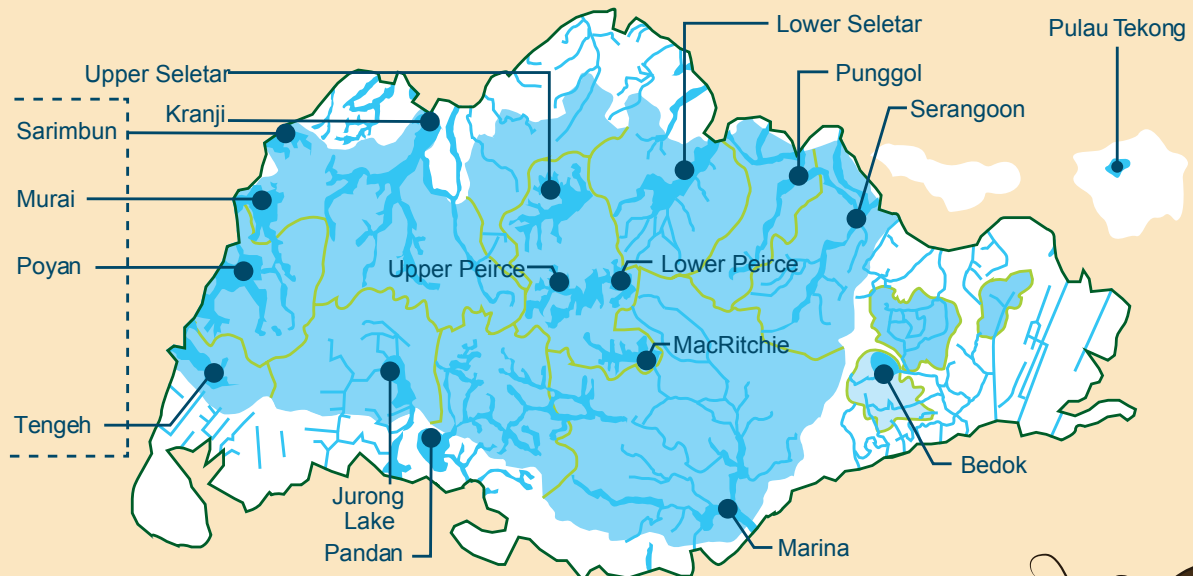 Lower Seletar
Pulau Tekong
Upper Seletar
Punggol
Kranji
Serangoon
Sarimbun
Murai
Poyan
Upper Peirce
Lower Peirce
MacRitchie
Tengeh
Bedok
Jurong
Lake
Pandan
Marina